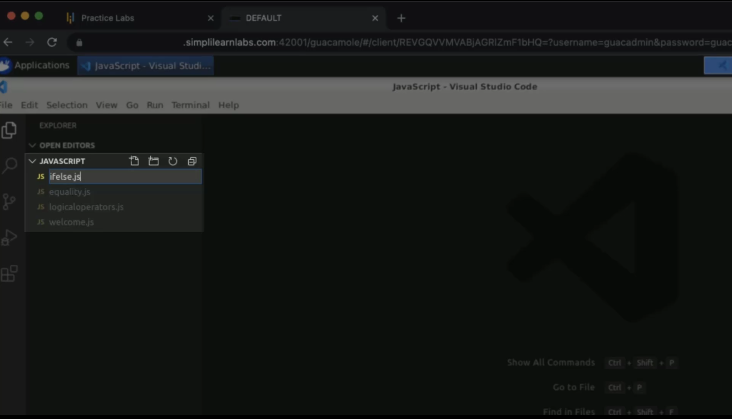 Practice Labs
DEFAULT
.simplilearnlabs.com:42001/guacamole/#/client/REVGQVVMVABjAGRlZmF1bHQ=?username=guacadmin&password=guac
Applications
JavaScript - Visual Studi...
JavaScript - Visual Studio Code
File Edit Selection View Go Run Terminal Help
EXPLORER
OPEN EDITORS
JAVASCRIPT
JS ifelse.js
JS equality.js
JS logicaloperators.js
JS welcome.js
Show All Commands Ctrl + Shift + P
Go to File Ctrl + P
Find in Files Ctrl + Shift + F